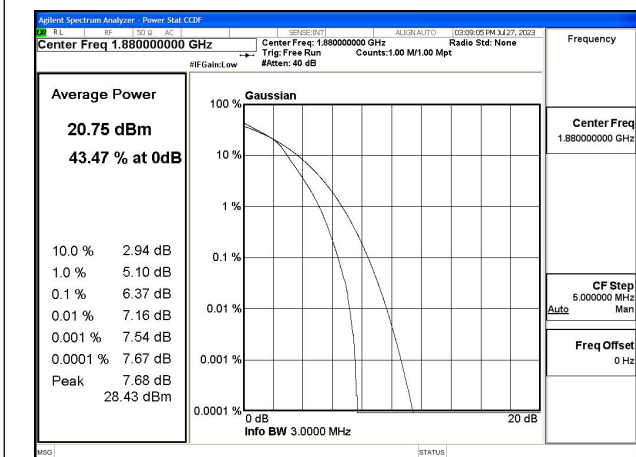 Agilent Spectrum Analyzer - Power Stat CCDF
RL RF 50 Ω AC SENSE:INT ALIGN AUTO 03:09:05 PM Jul 27, 2023
Center Freq 1.880000000 GHz
Center Freq: 1.880000000 GHz Radio Std: None
Trig: Free Run Counts:1.00 M/1.00 Mpt
#IFGain:Low #Atten: 40 dB
Frequency
Average Power
20.75 dBm
43.47 % at 0dB
10.0 % 2.94 dB
1.0 % 5.10 dB
0.1 % 6.37 dB
0.01 % 7.16 dB
0.001 % 7.54 dB
0.0001 % 7.67 dB
Peak 7.68 dB
28.43 dBm
Gaussian
100 %
10 %
1 %
0.1 %
0.01 %
0.001 %
0.0001 %
0 dB 20 dB
Info BW 3.0000 MHz
Center Freq
1.880000000 GHz
CF Step
5.000000 MHz
Auto Man
Freq Offset
0 Hz
MSG STATUS